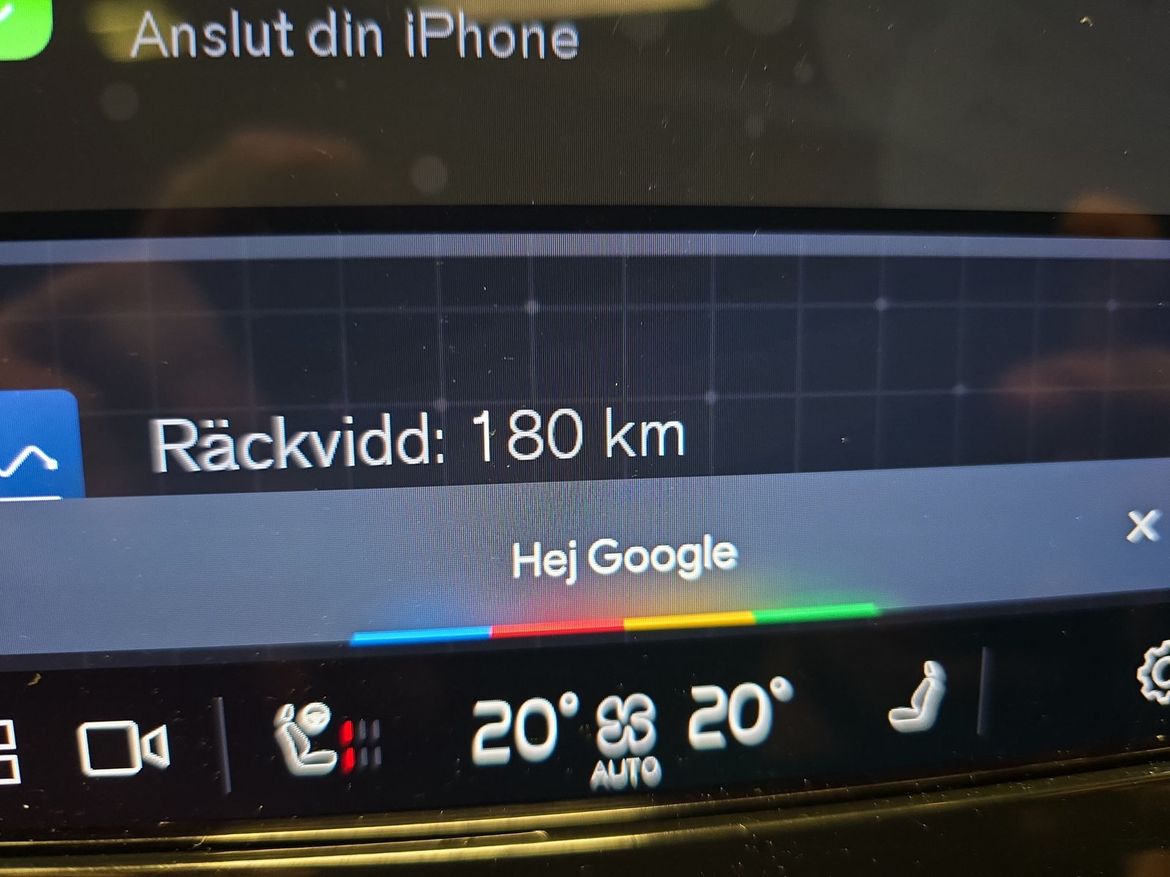 Anslut din iPhone
Räckvidd: 180 km
Hej Google
20° 20°
AUTO